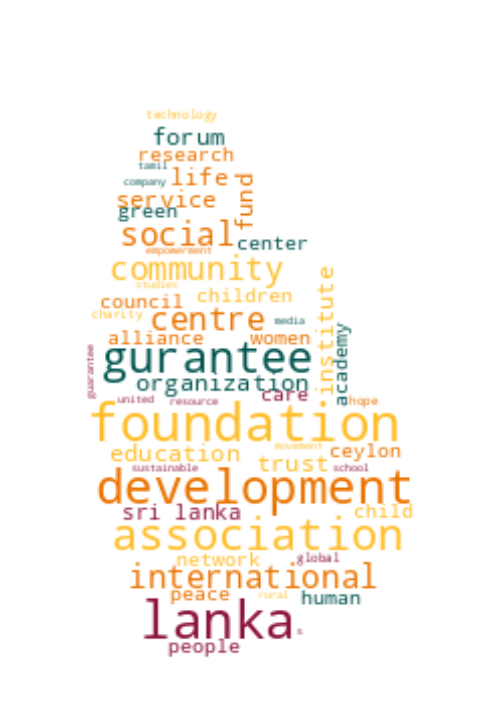 technology
forum
research
tamil
company life
service fund
green
social center
empowerment
community
studies
council children
charity centre media
institute
alliance women
academy
gurantee
guarantee
organization
united resource care hope
foundation
education movement ceylon
sustainable trust school
development
sri lanka child
association
network global
international
peace rural human
lanka s
people